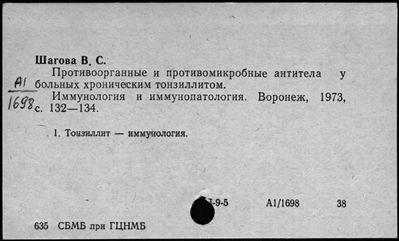 Шагова В. С.
Противоорганные и противомикробные антитела у
А1 больных хроническим тонзиллитом.
1698 Иммунология и иммунопатология. Воронеж, 1973,
с. 132—134.
1. Тонзиллит — иммунология.
-9-5 А1/1698 38
635 СБМБ при ГЦНМБ